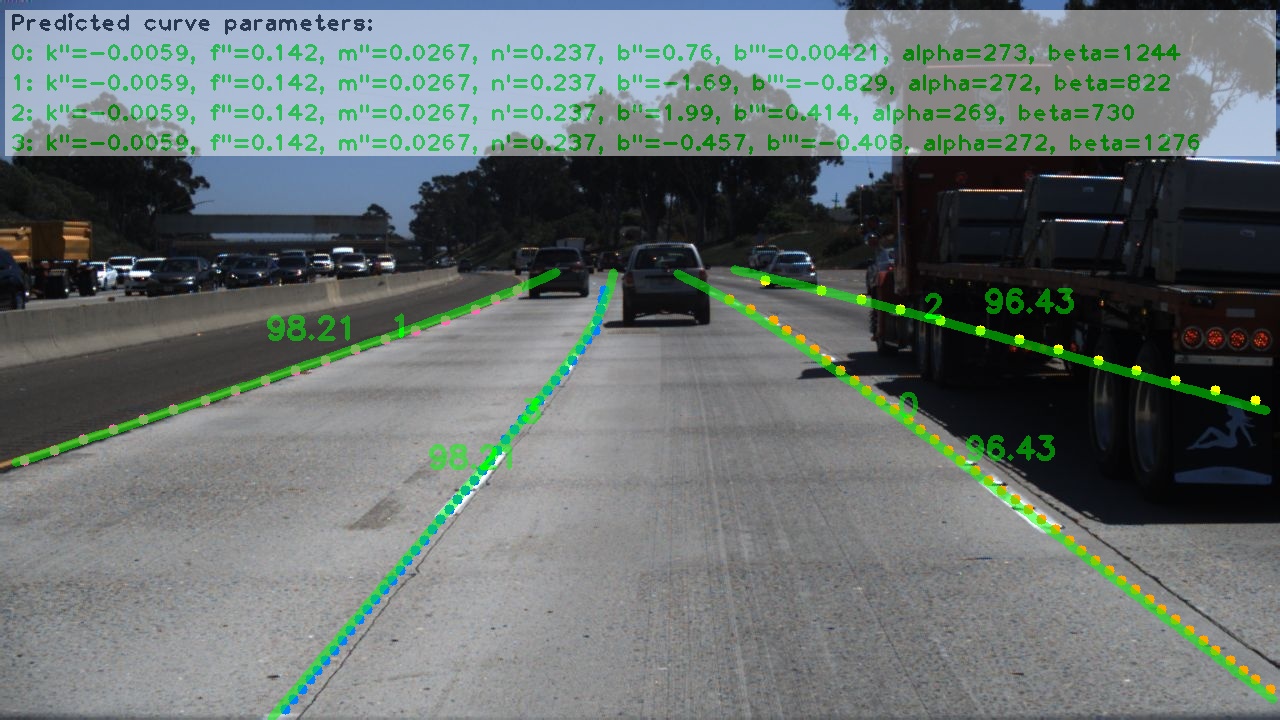 Predicted curve parameters:
0: k''=-0.0059, f''=0.142, m''=0.0267, n'=0.237, b''=0.76, b'''=0.00421, alpha=273, beta=1244
1: k''=-0.0059, f''=0.142, m''=0.0267, n'=0.237, b''=-1.69, b'''=-0.829, alpha=272, beta=822
2: k''=-0.0059, f''=0.142, m''=0.0267, n'=0.237, b''=1.99, b'''=0.414, alpha=269, beta=730
3: k''=-0.0059, f''=0.142, m''=0.0267, n'=0.237, b''=-0.457, b'''=-0.408, alpha=272, beta=1276
2 96.43
98.21 1
0
98.21
96.43